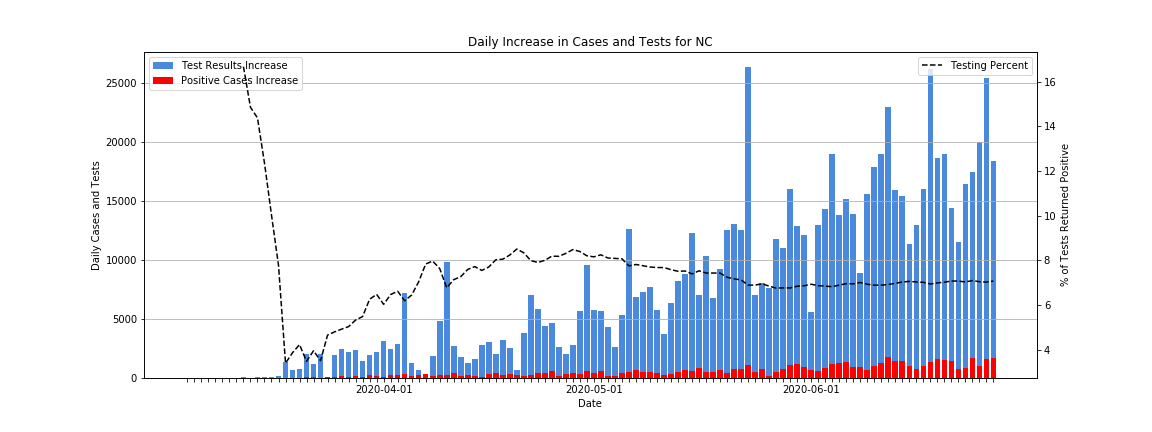 Daily Increase in Cases and Tests for NC
Test Results Increase
Positive Cases Increase
Testing Percent
25000
20000
15000
10000
5000
0
Daily Cases and Tests
16
14
12
10
8
6
4
% of Tests Returned Positive
2020-04-01
2020-05-01
2020-06-01
Date